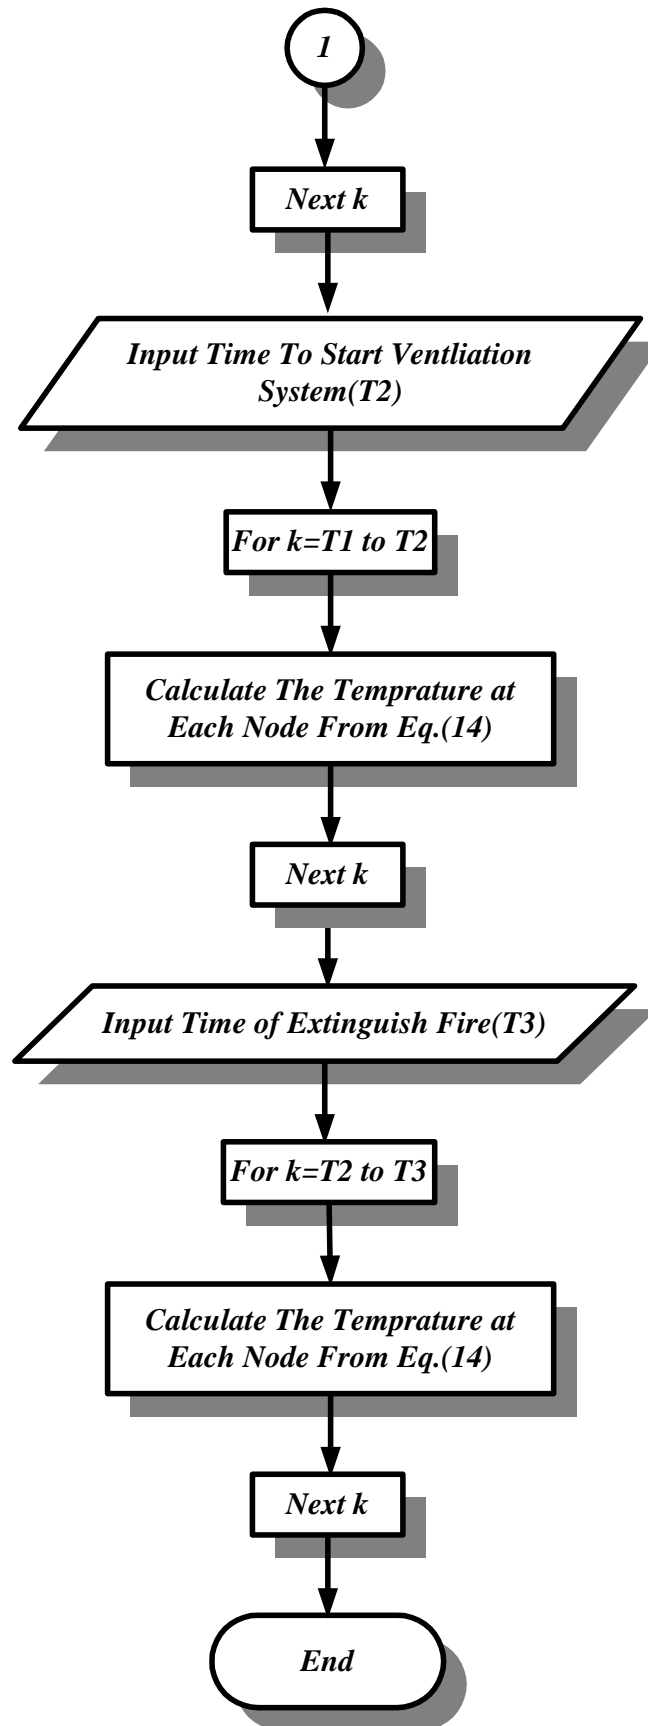 1
Next k
Input Time To Start Ventliation
System(T2)
For k=T1 to T2
Calculate The Temprature at
Each Node From Eq.(14)
Next k
Input Time of Extinguish Fire(T3)
For k=T2 to T3
Calculate The Temprature at
Each Node From Eq.(14)
Next k
End